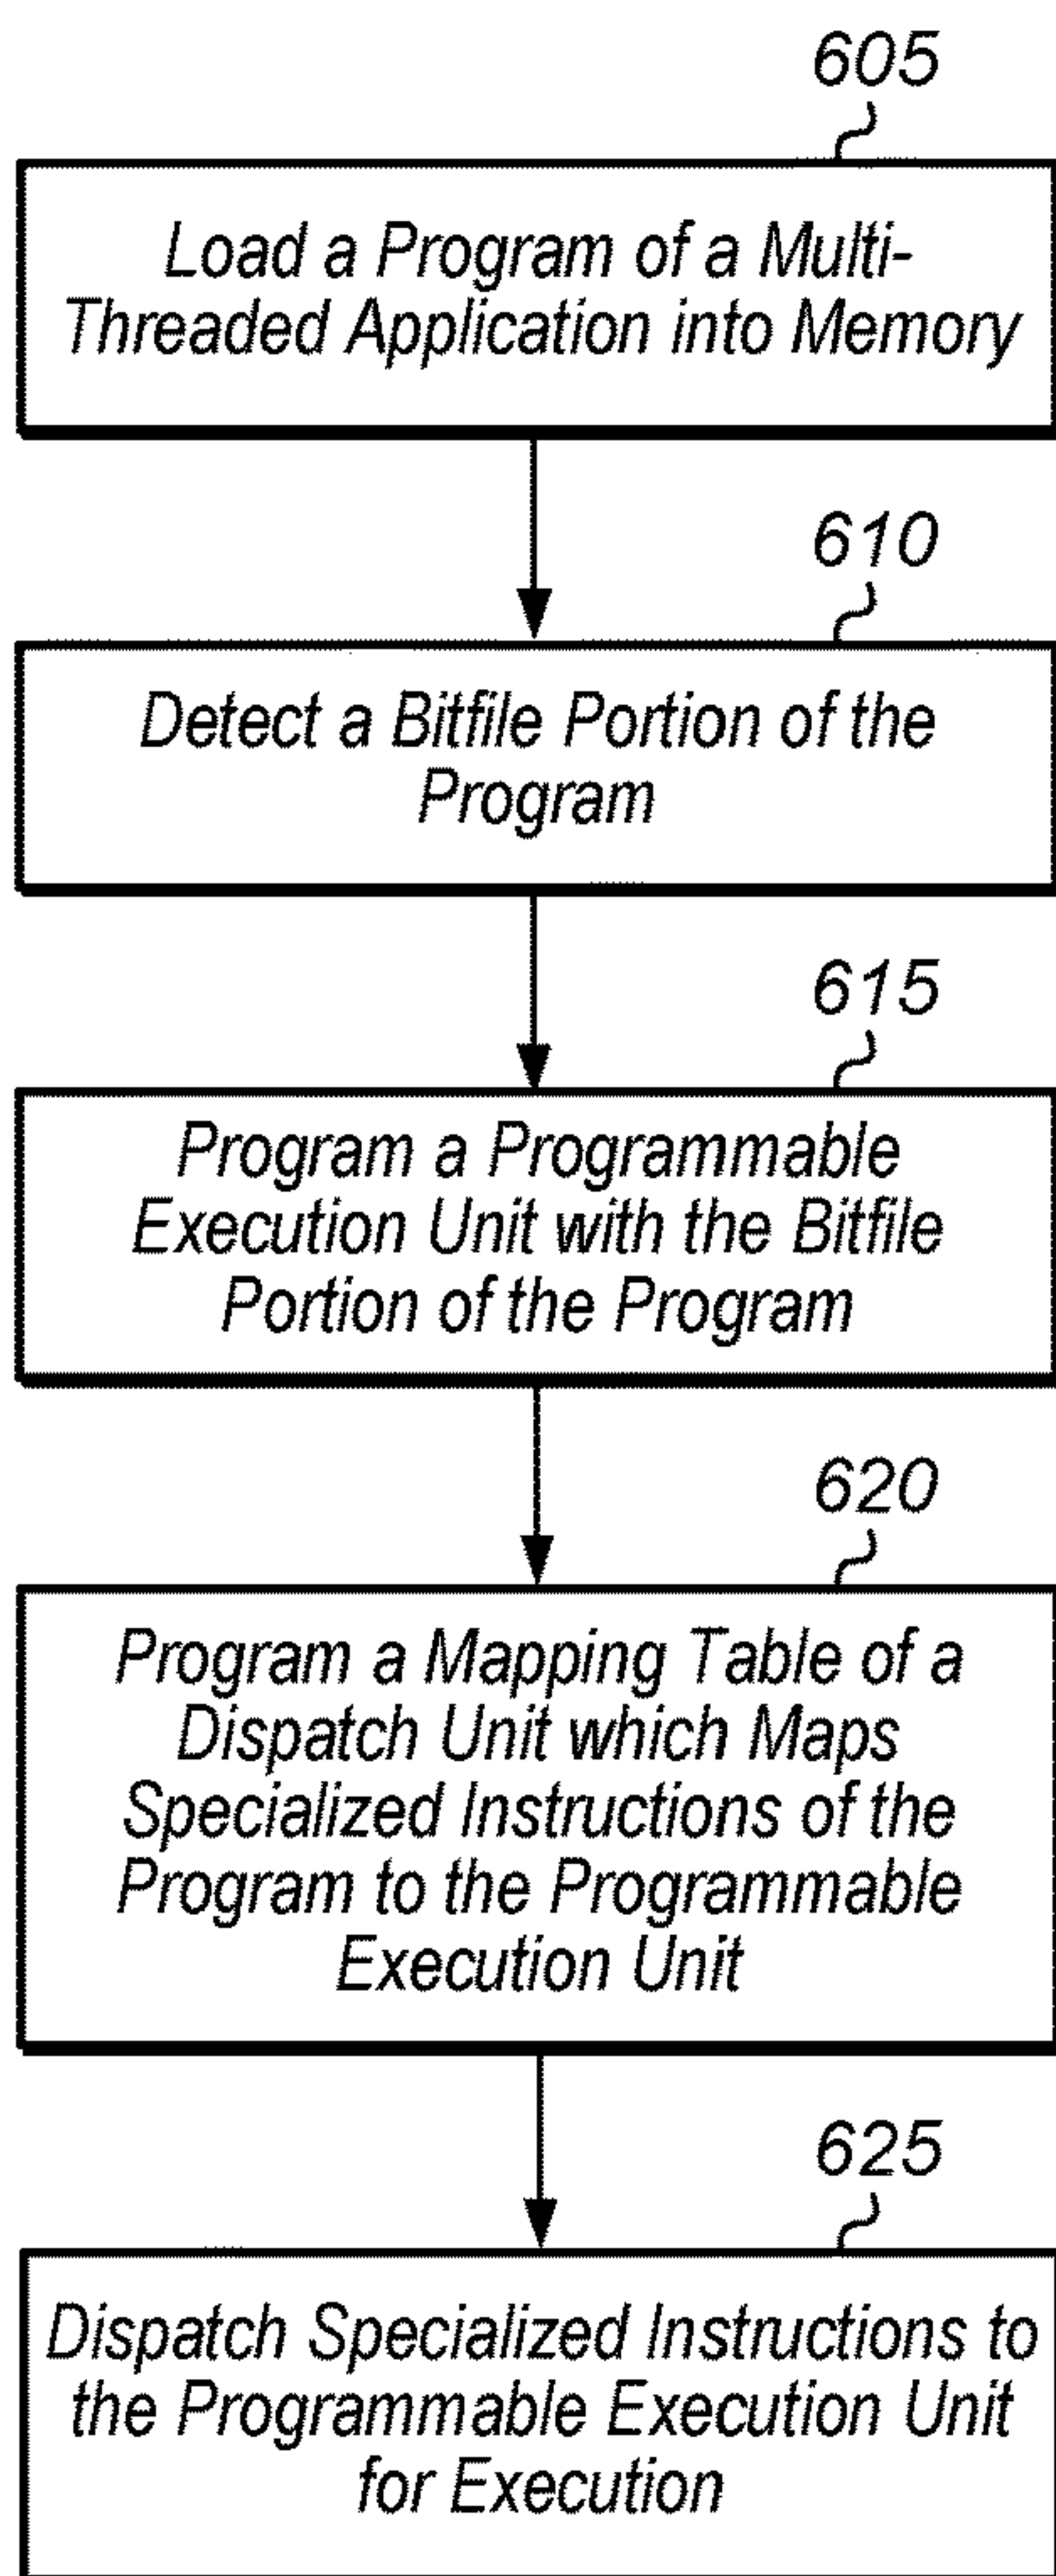 605
Load a Program of a Multi-
Threaded Application into Memory
610
Detect a Bitfile Portion of the
Program
615
Program a Programmable
Execution Unit with the Bitfile
Portion of the Program
620
Program a Mapping Table of a
Dispatch Unit which Maps
Specialized Instructions of the
Program to the Programmable
Execution Unit
625
Dispatch Specialized Instructions to
the Programmable Execution Unit
for Execution